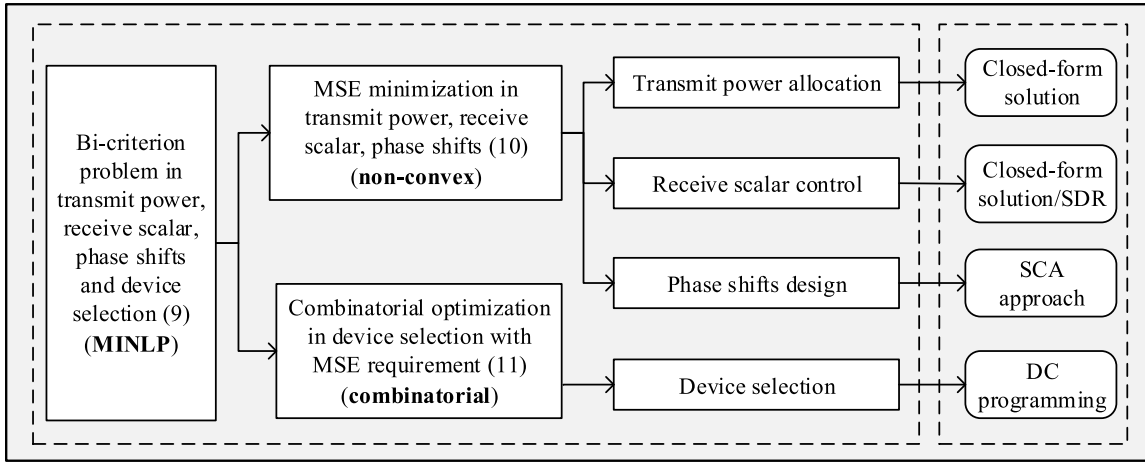 Bi-criterion
problem in
transmit power,
receive scalar,
phase shifts
and device
selection (9)
(MINLP)
MSE minimization in
transmit power, receive
scalar, phase shifts (10)
(non-convex)
Combinatorial optimization
in device selection with
MSE requirement (11)
(combinatorial)
Transmit power allocation
Receive scalar control
Phase shifts design
Device selection
Closed-form
solution
Closed-form
solution/SDR
SCA
approach
DC
programming